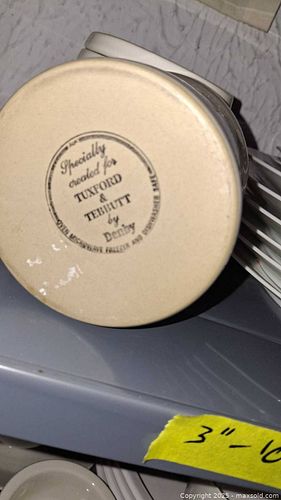 Specially
created for
TUXFORD
&
TEBBUTT
by
Denby
OVEN MICROWAVE FREEZER AND DISHWASHER SAFE
3" - 10
Copyright 2025 - maxsold.com